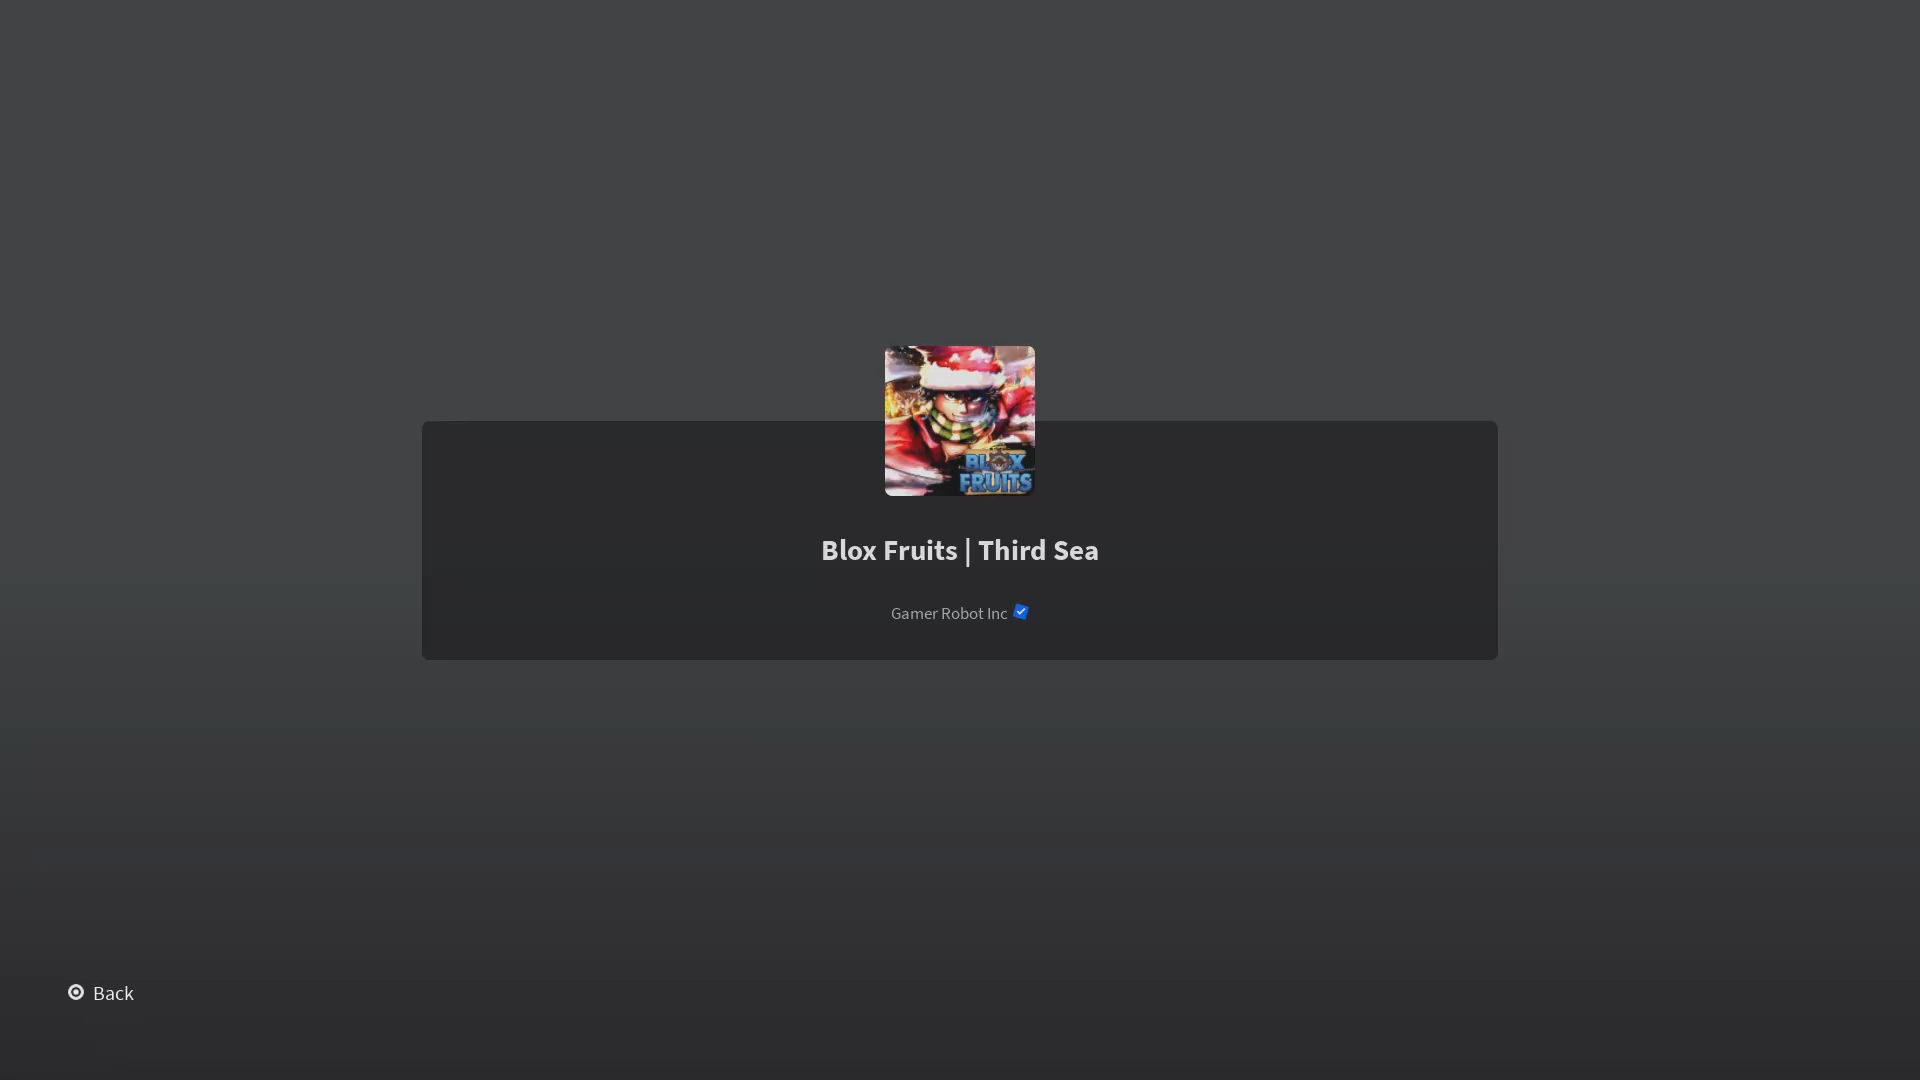 BLOX
FRUITS
Blox Fruits | Third Sea
Gamer Robot Inc
Back